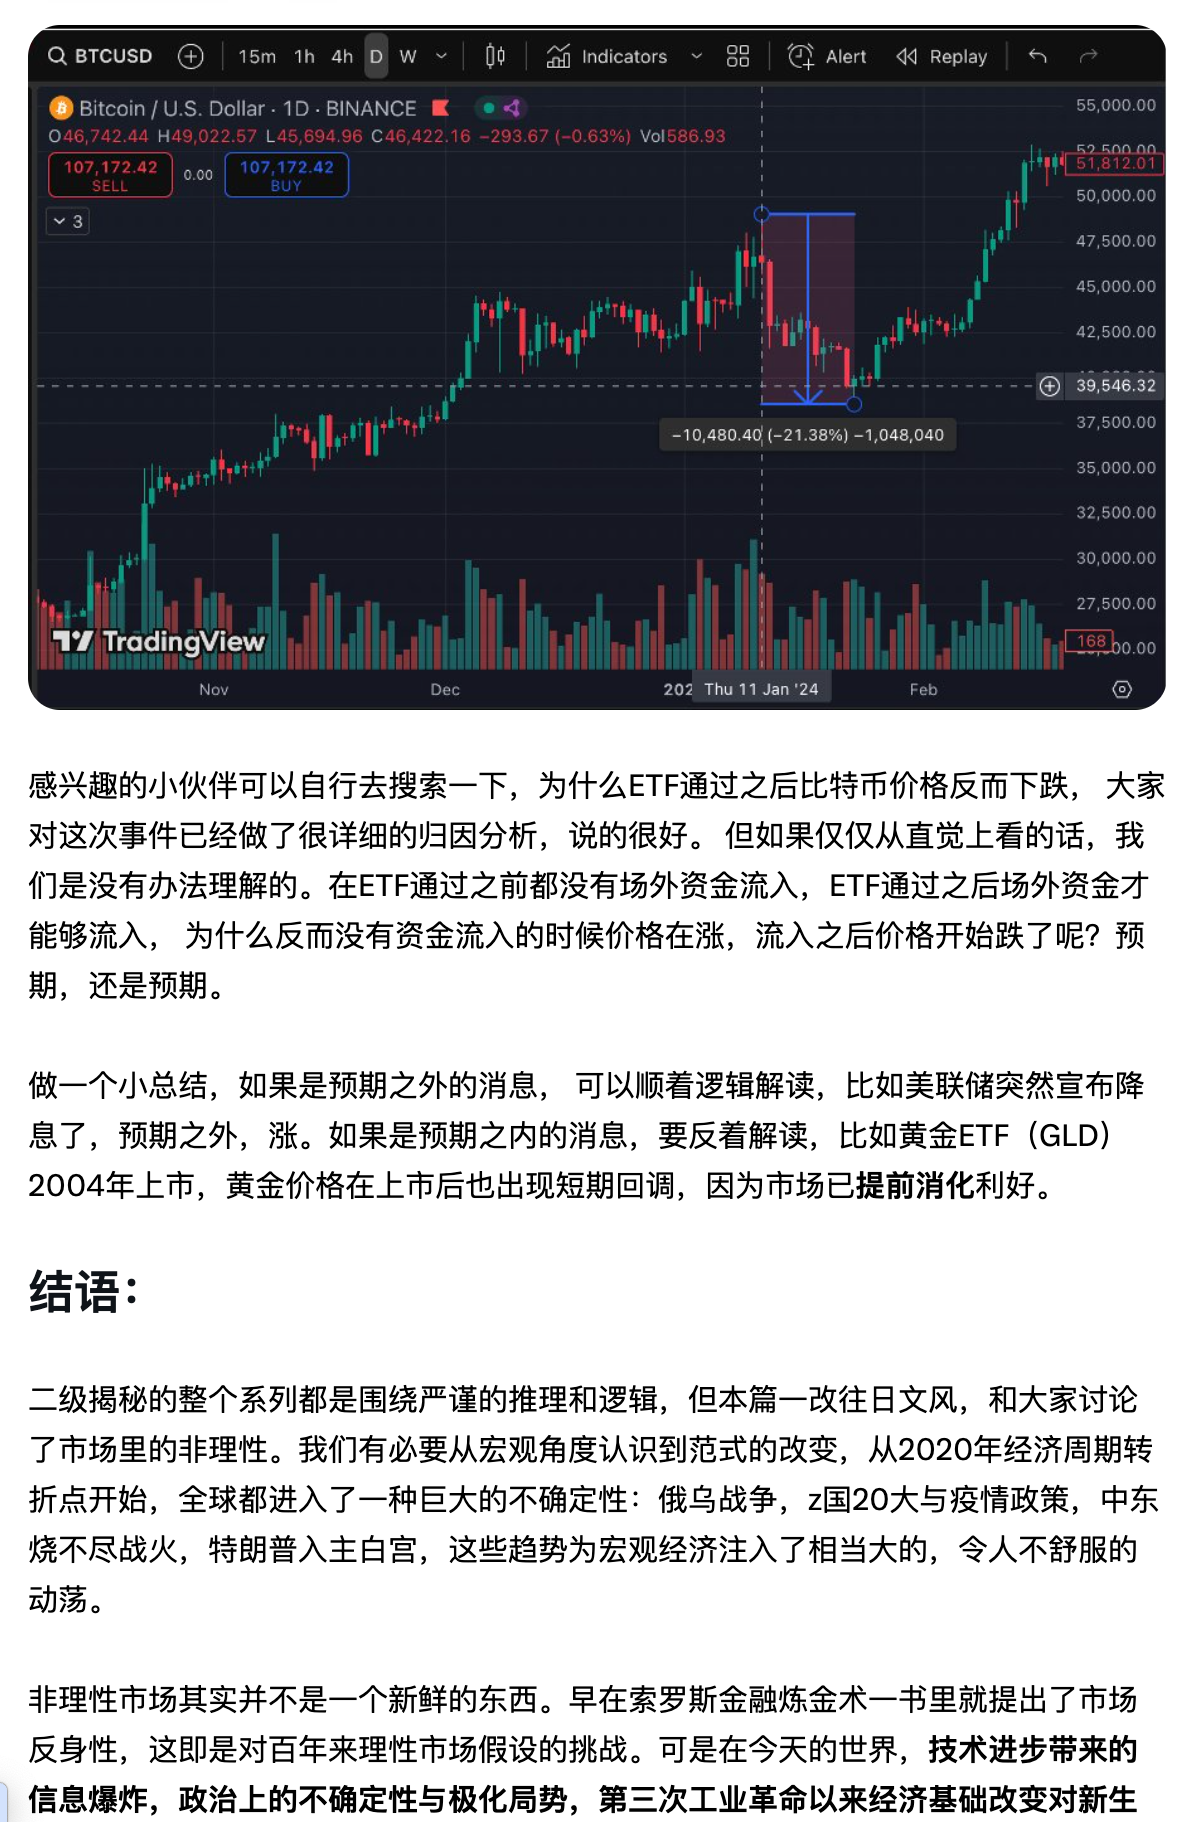 BTCUSD 15m 1h 4h D W Indicators Alert Replay
Bitcoin / U.S. Dollar · 1D · BINANCE
O46,742.44 H49,022.57 L45,694.96 C46,422.16 −293.67 (−0.63%) Vol586.93
107,172.42 0.00 107,172.42
SELL BUY
3
55,000.00
52,500.00
51,812.01
50,000.00
47,500.00
45,000.00
42,500.00
39,546.32
37,500.00
35,000.00
32,500.00
30,000.00
27,500.00
168
−10,480.40 (−21.38%) −1,048,040
TradingView
Nov Dec 202 Thu 11 Jan '24 Feb
感兴趣的小伙伴可以自行去搜索一下，为什么ETF通过之后比特币价格反而下跌， 大家
对这次事件已经做了很详细的归因分析，说的很好。 但如果仅仅从直觉上看的话，我
们是没有办法理解的。在ETF通过之前都没有场外资金流入，ETF通过之后场外资金才
能够流入， 为什么反而没有资金流入的时候价格在涨，流入之后价格开始跌了呢？预
期，还是预期。
做一个小总结，如果是预期之外的消息， 可以顺着逻辑解读，比如美联储突然宣布降
息了，预期之外，涨。如果是预期之内的消息，要反着解读，比如黄金ETF（GLD）
2004年上市，黄金价格在上市后也出现短期回调，因为市场已提前消化利好。
结语：
二级揭秘的整个系列都是围绕严谨的推理和逻辑，但本篇一改往日文风，和大家讨论
了市场里的非理性。我们有必要从宏观角度认识到范式的改变，从2020年经济周期转
折点开始，全球都进入了一种巨大的不确定性：俄乌战争，z国20大与疫情政策，中东
烧不尽战火，特朗普入主白宫，这些趋势为宏观经济注入了相当大的，令人不舒服的
动荡。
非理性市场其实并不是一个新鲜的东西。早在索罗斯金融炼金术一书里就提出了市场
反身性，这即是对百年来理性市场假设的挑战。可是在今天的世界，技术进步带来的
信息爆炸，政治上的不确定性与极化局势，第三次工业革命以来经济基础改变对新生